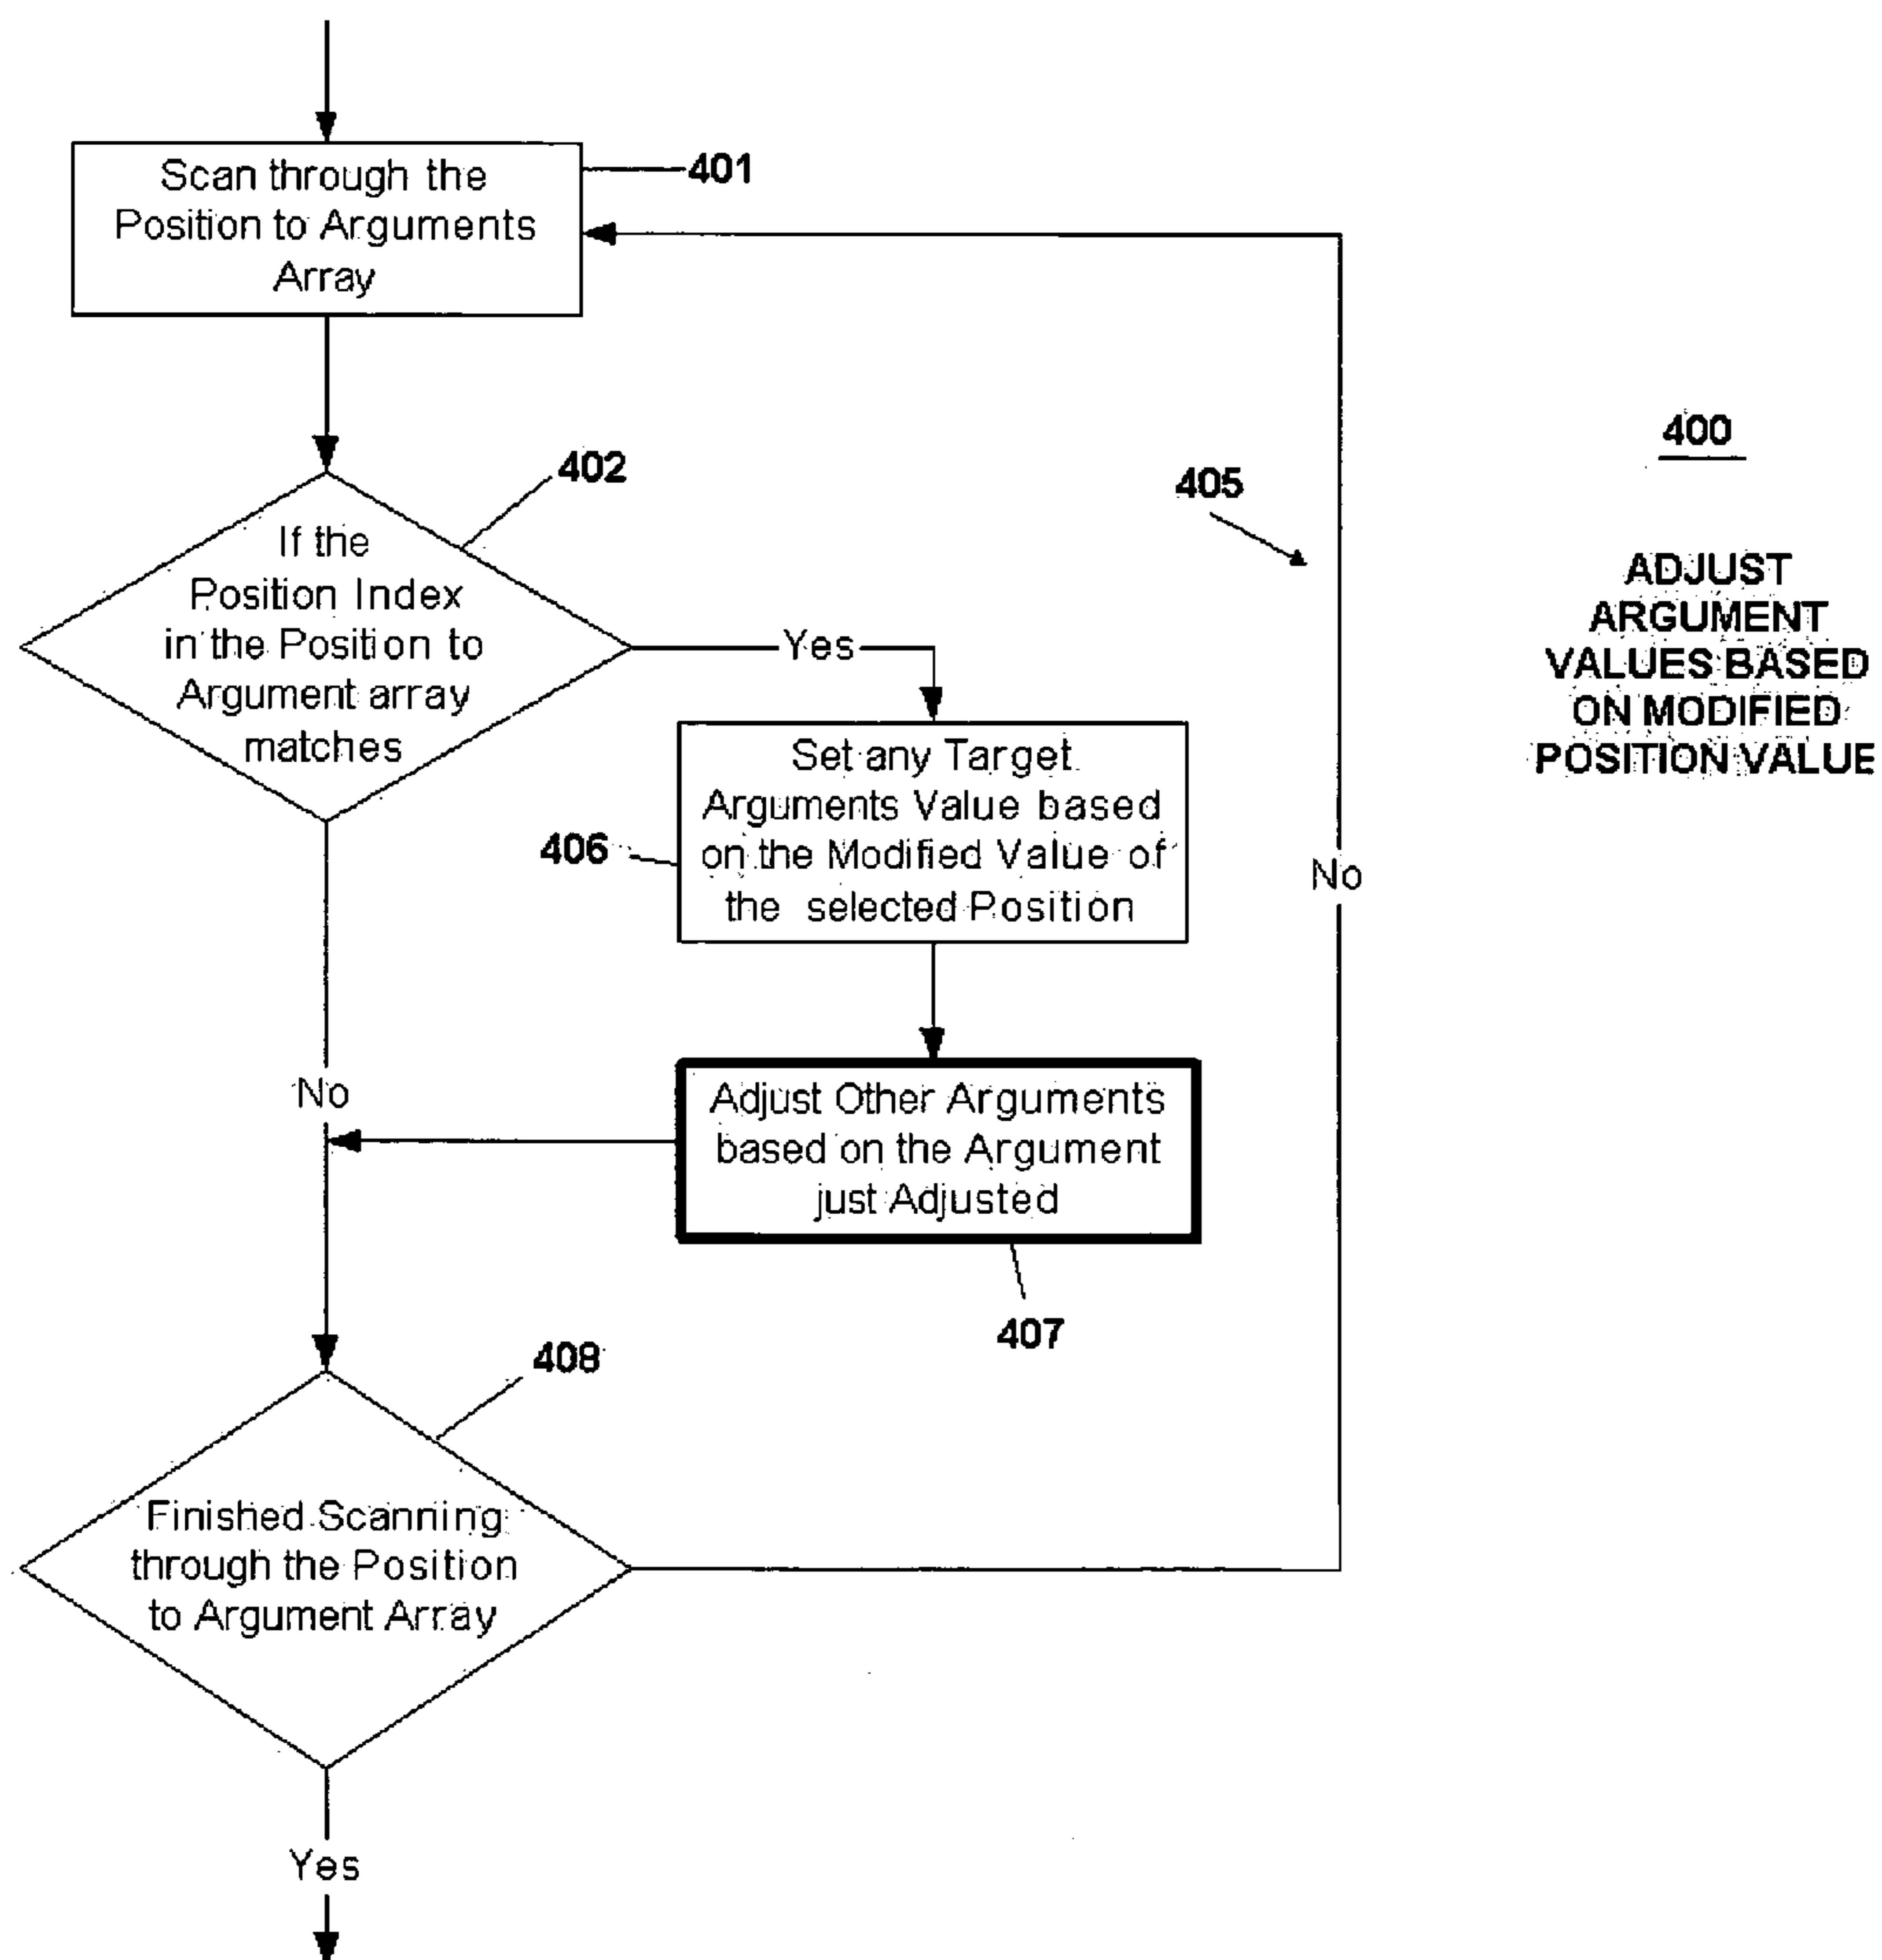 Scan through the
Position to Arguments
Array
401
402
If the
Position Index
in the Position to
Argument array
matches
Yes
405
400
ADJUST
ARGUMENT
VALUES BASED
ON MODIFIED
POSITION VALUE
Set any Target
Arguments Value based
on the Modified Value of
the selected Position
406
No
Adjust Other Arguments
based on the Argument
just Adjusted
No
407
408
Finished Scanning
through the Position
to Argument Array
Yes